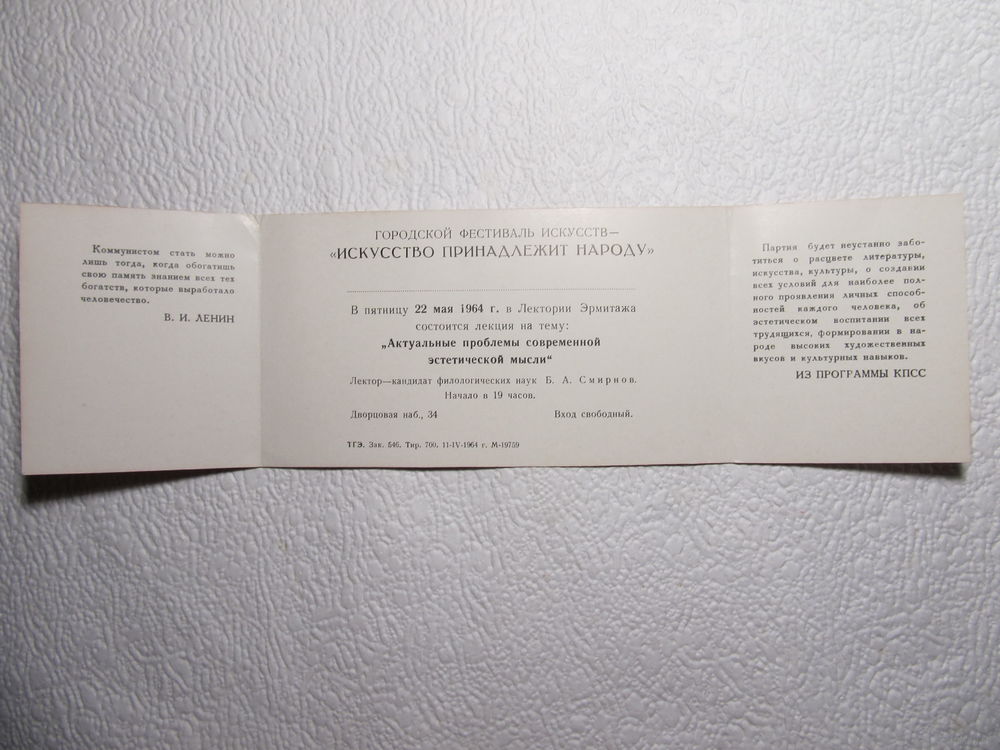 Коммунистом стать можно
лишь тогда, когда обогатишь
свою память знанием всех тех
богатств, которые выработало
человечество.
В. И. ЛЕНИН
ГОРОДСКОЙ ФЕСТИВАЛЬ ИСКУССТВ—
«ИСКУССТВО ПРИНАДЛЕЖИТ НАРОДУ»
В пятницу 22 мая 1964 г. в Лектории Эрмитажа
состоится лекция на тему:
„Актуальные проблемы современной
эстетической мысли“
Лектор—кандидат филологических наук Б. А. Смирнов.
Начало в 19 часов.
Дворцовая наб., 34 Вход свободный.
ТГЭ. Зак. 546. Тир. 700. 11-IV-1964 г. М-19759
Партия будет неустанно забо-
титься о расцвете литературы,
искусства, культуры, о создании
всех условий для наиболее пол-
ного проявления личных способ-
ностей каждого человека, об
эстетическом воспитании всех
трудящихся, формировании в на-
роде высоких художественных
вкусов и культурных навыков.
ИЗ ПРОГРАММЫ КПСС